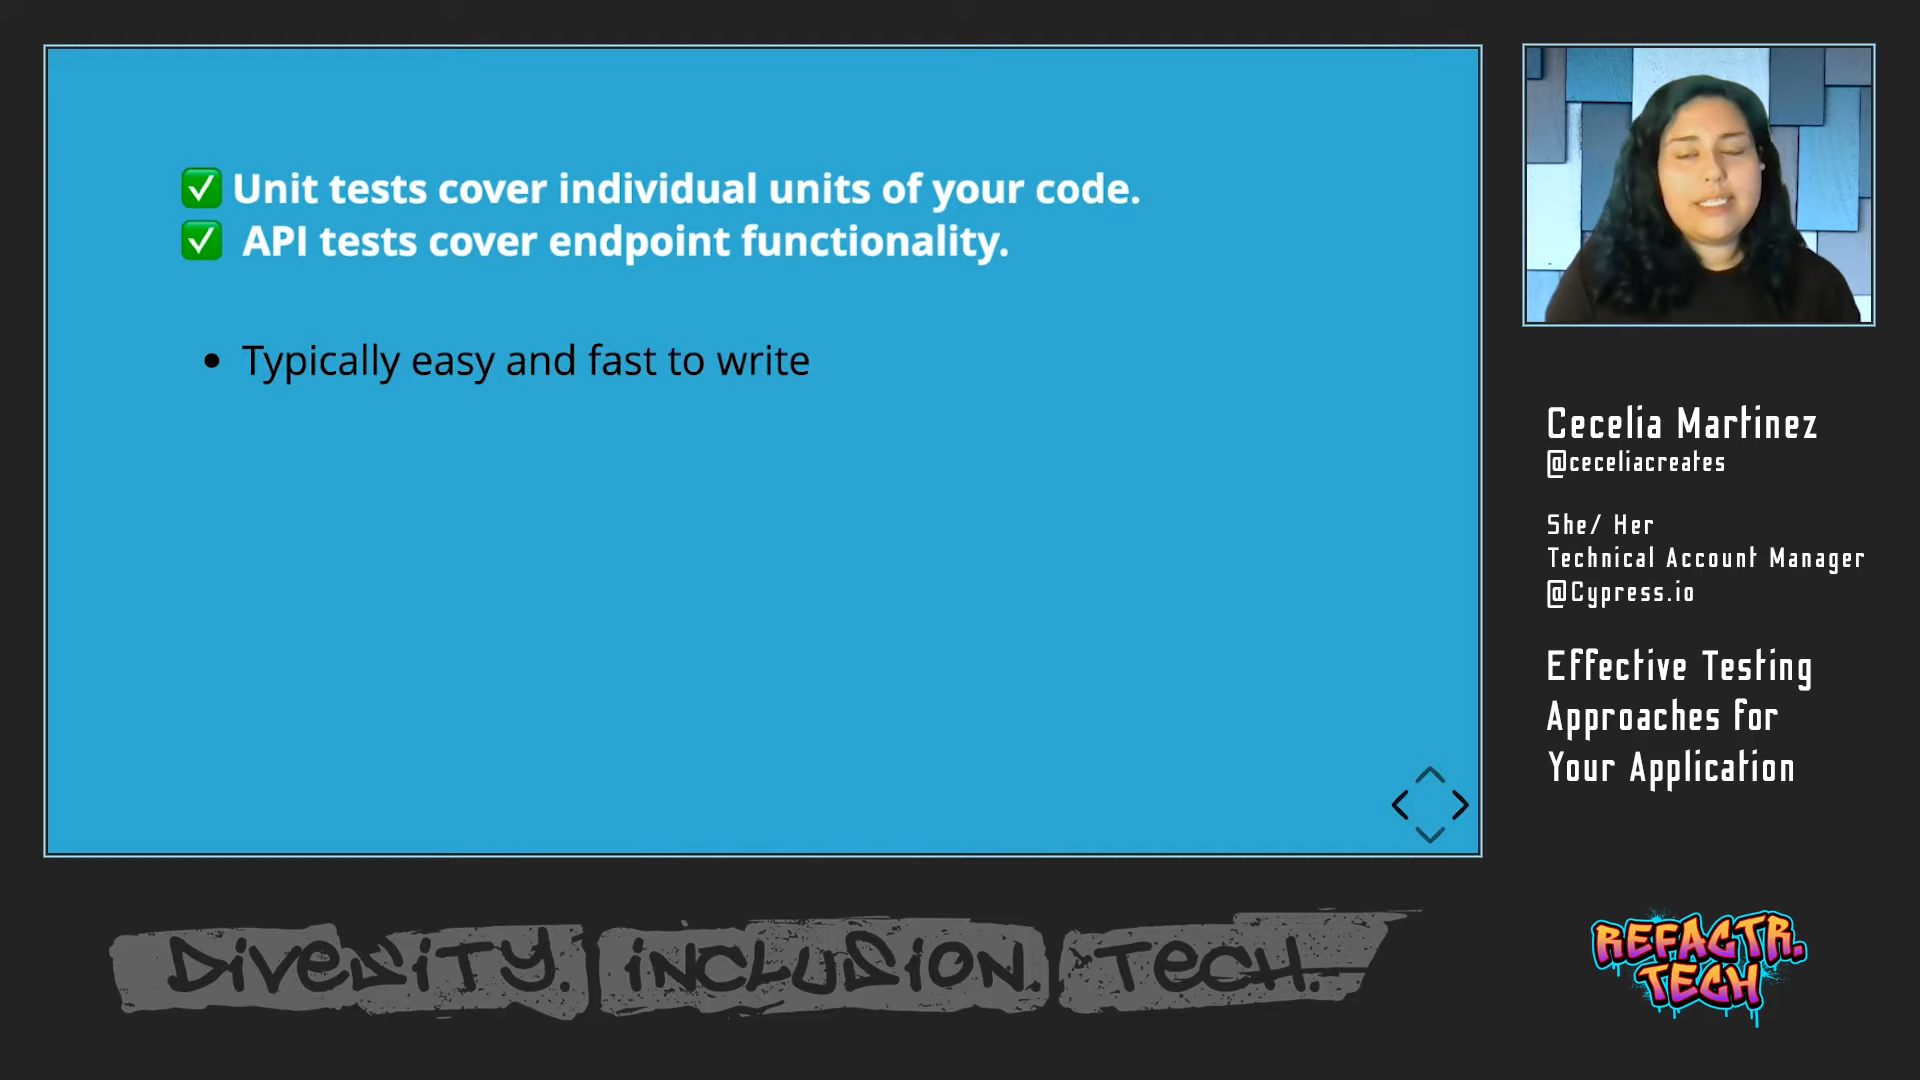 ✅ Unit tests cover individual units of your code.
✅ API tests cover endpoint functionality.
• Typically easy and fast to write
Cecelia Martinez
@ceceliacreates
She/ Her
Technical Account Manager
@Cypress.io
Effective Testing
Approaches for
Your Application
DIVERSITY. INCLUSION. TECH.
REFACTR.
TECH